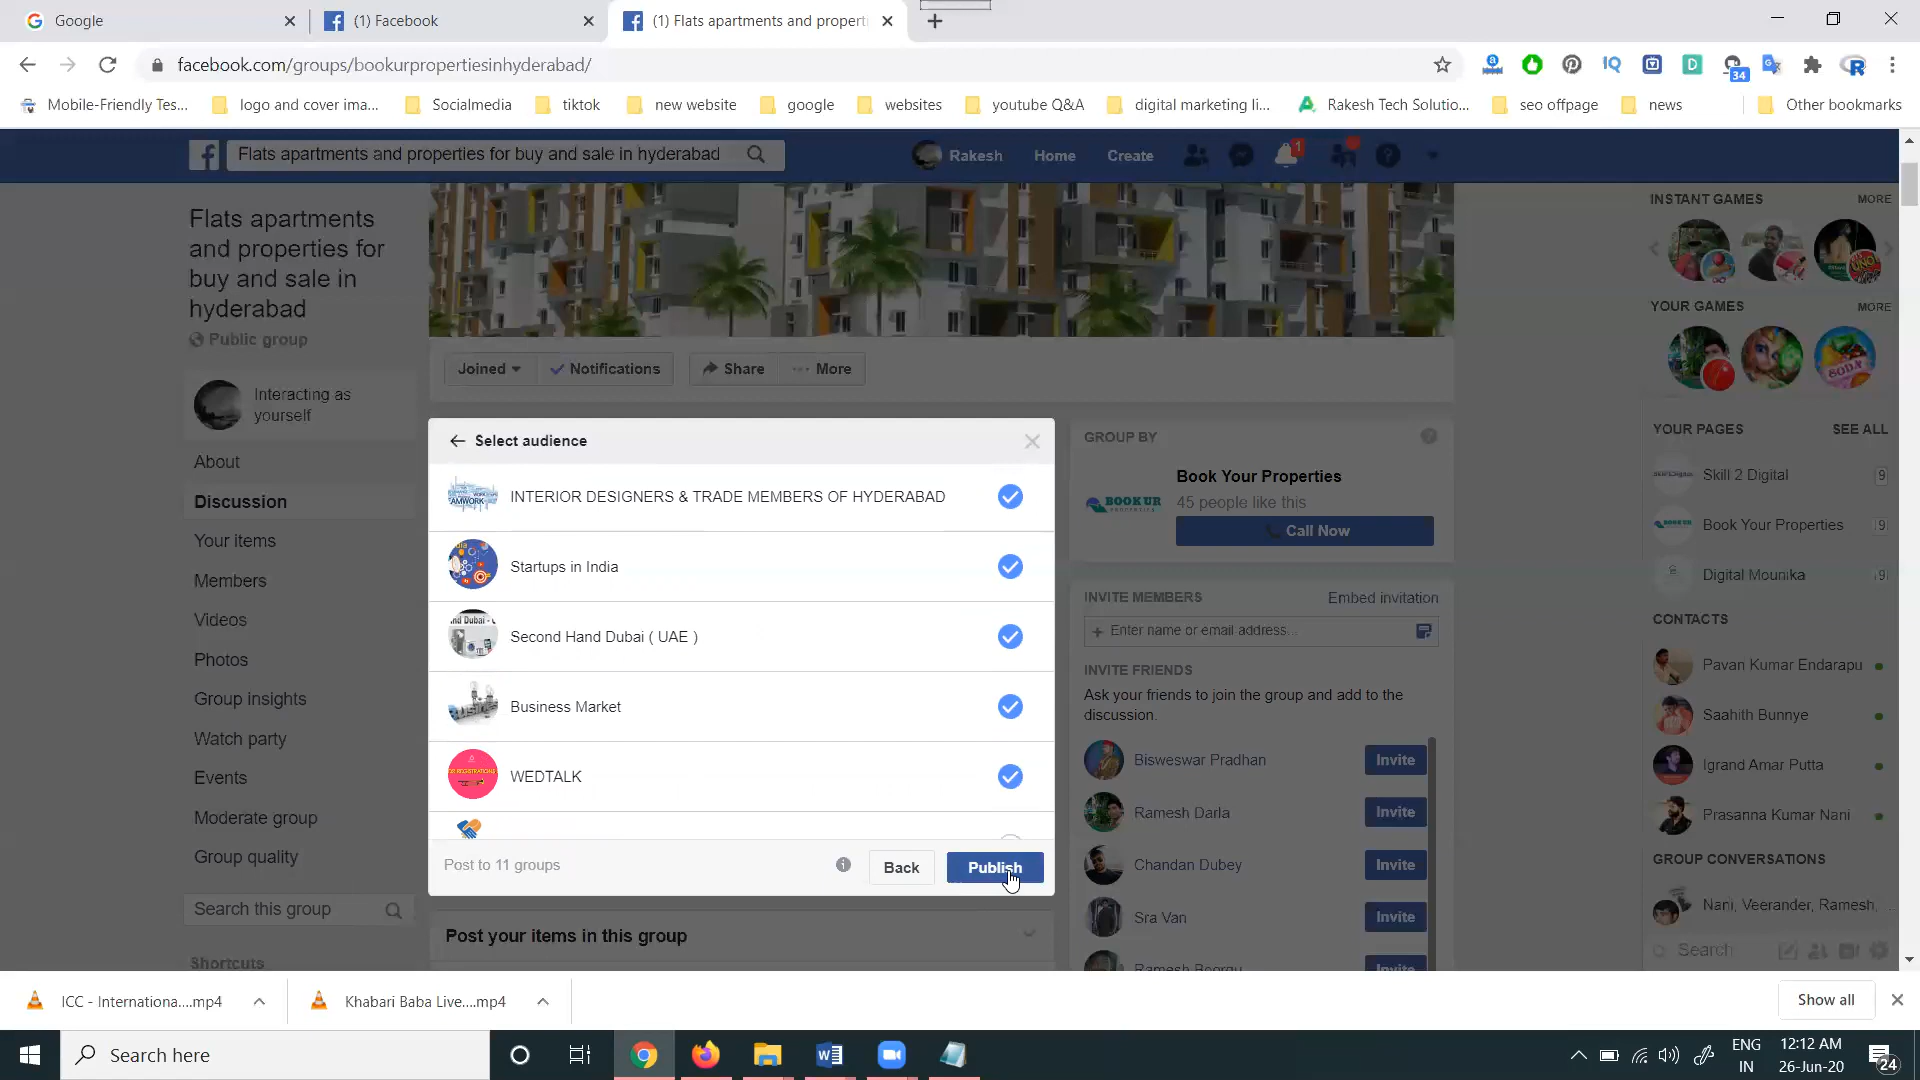 Google
(1) Facebook
(1) Flats apartments and properti
facebook.com/groups/bookurpropertiesinhyderabad/
34
Mobile-Friendly Tes...
logo and cover ima...
Socialmedia
tiktok
new website
google
websites
youtube Q&A
digital marketing li...
Rakesh Tech Solutio...
seo offpage
news
Other bookmarks
Flats apartments and properties for buy and sale in hyderabad
Rakesh
Home
Create
1
Flats apartments
and properties for
buy and sale in
hyderabad
Public group
Interacting as
yourself
About
Discussion
Your items
Members
Videos
Photos
Group insights
Watch party
Events
Moderate group
Group quality
Search this group
Shortcuts
Joined
Notifications
Share
More
Select audience
INTERIOR DESIGNERS & TRADE MEMBERS OF HYDERABAD
Startups in India
Second Hand Dubai ( UAE )
Business Market
WEDTALK
Post to 11 groups
Back
Publish
Post your items in this group
GROUP BY
Book Your Properties
45 people like this
Call Now
INVITE MEMBERS
Embed invitation
Enter name or email address...
INVITE FRIENDS
Ask your friends to join the group and add to the
discussion.
Bisweswar Pradhan
Invite
Ramesh Darla
Invite
Chandan Dubey
Invite
Sra Van
Invite
Ramesh Boorgu
Invite
INSTANT GAMES
MORE
YOUR GAMES
MORE
YOUR PAGES
SEE ALL
Skill 2 Digital
9
Book Your Properties
9
Digital Mounika
9
CONTACTS
Pavan Kumar Endarapu
Saahith Bunnye
Igrand Amar Putta
Prasanna Kumar Nani
GROUP CONVERSATIONS
Nani, Veerander, Ramesh, ...
Search
ICC - Internationa....mp4
Khabari Baba Live....mp4
Show all
Search here
ENG
IN
12:12 AM
26-Jun-20
24